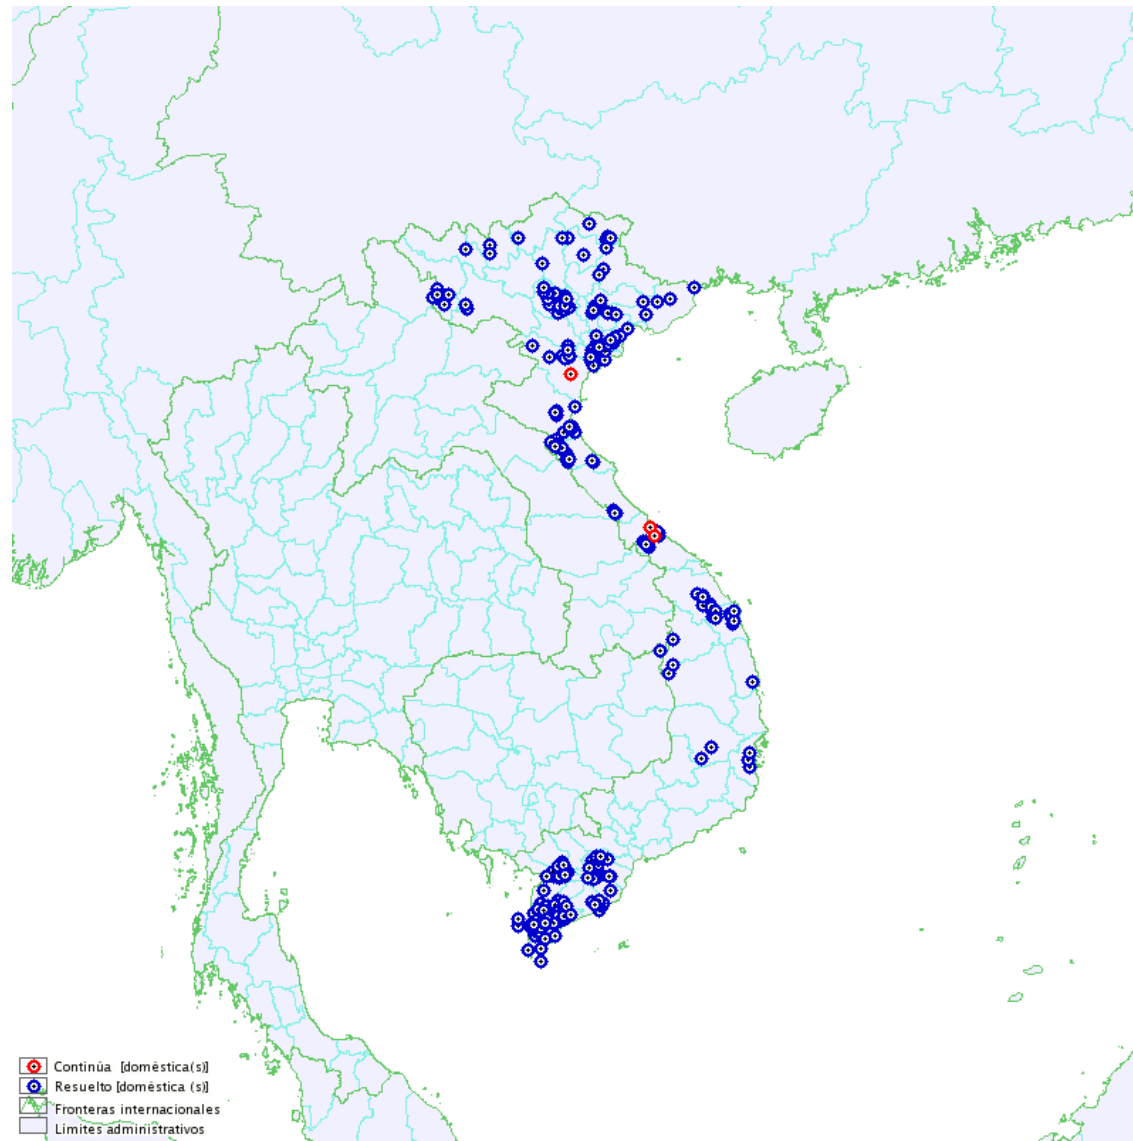 Continúa [doméstica(s)]
Resuelto [doméstica (s)]
Fronteras internacionales
Límites administrativos